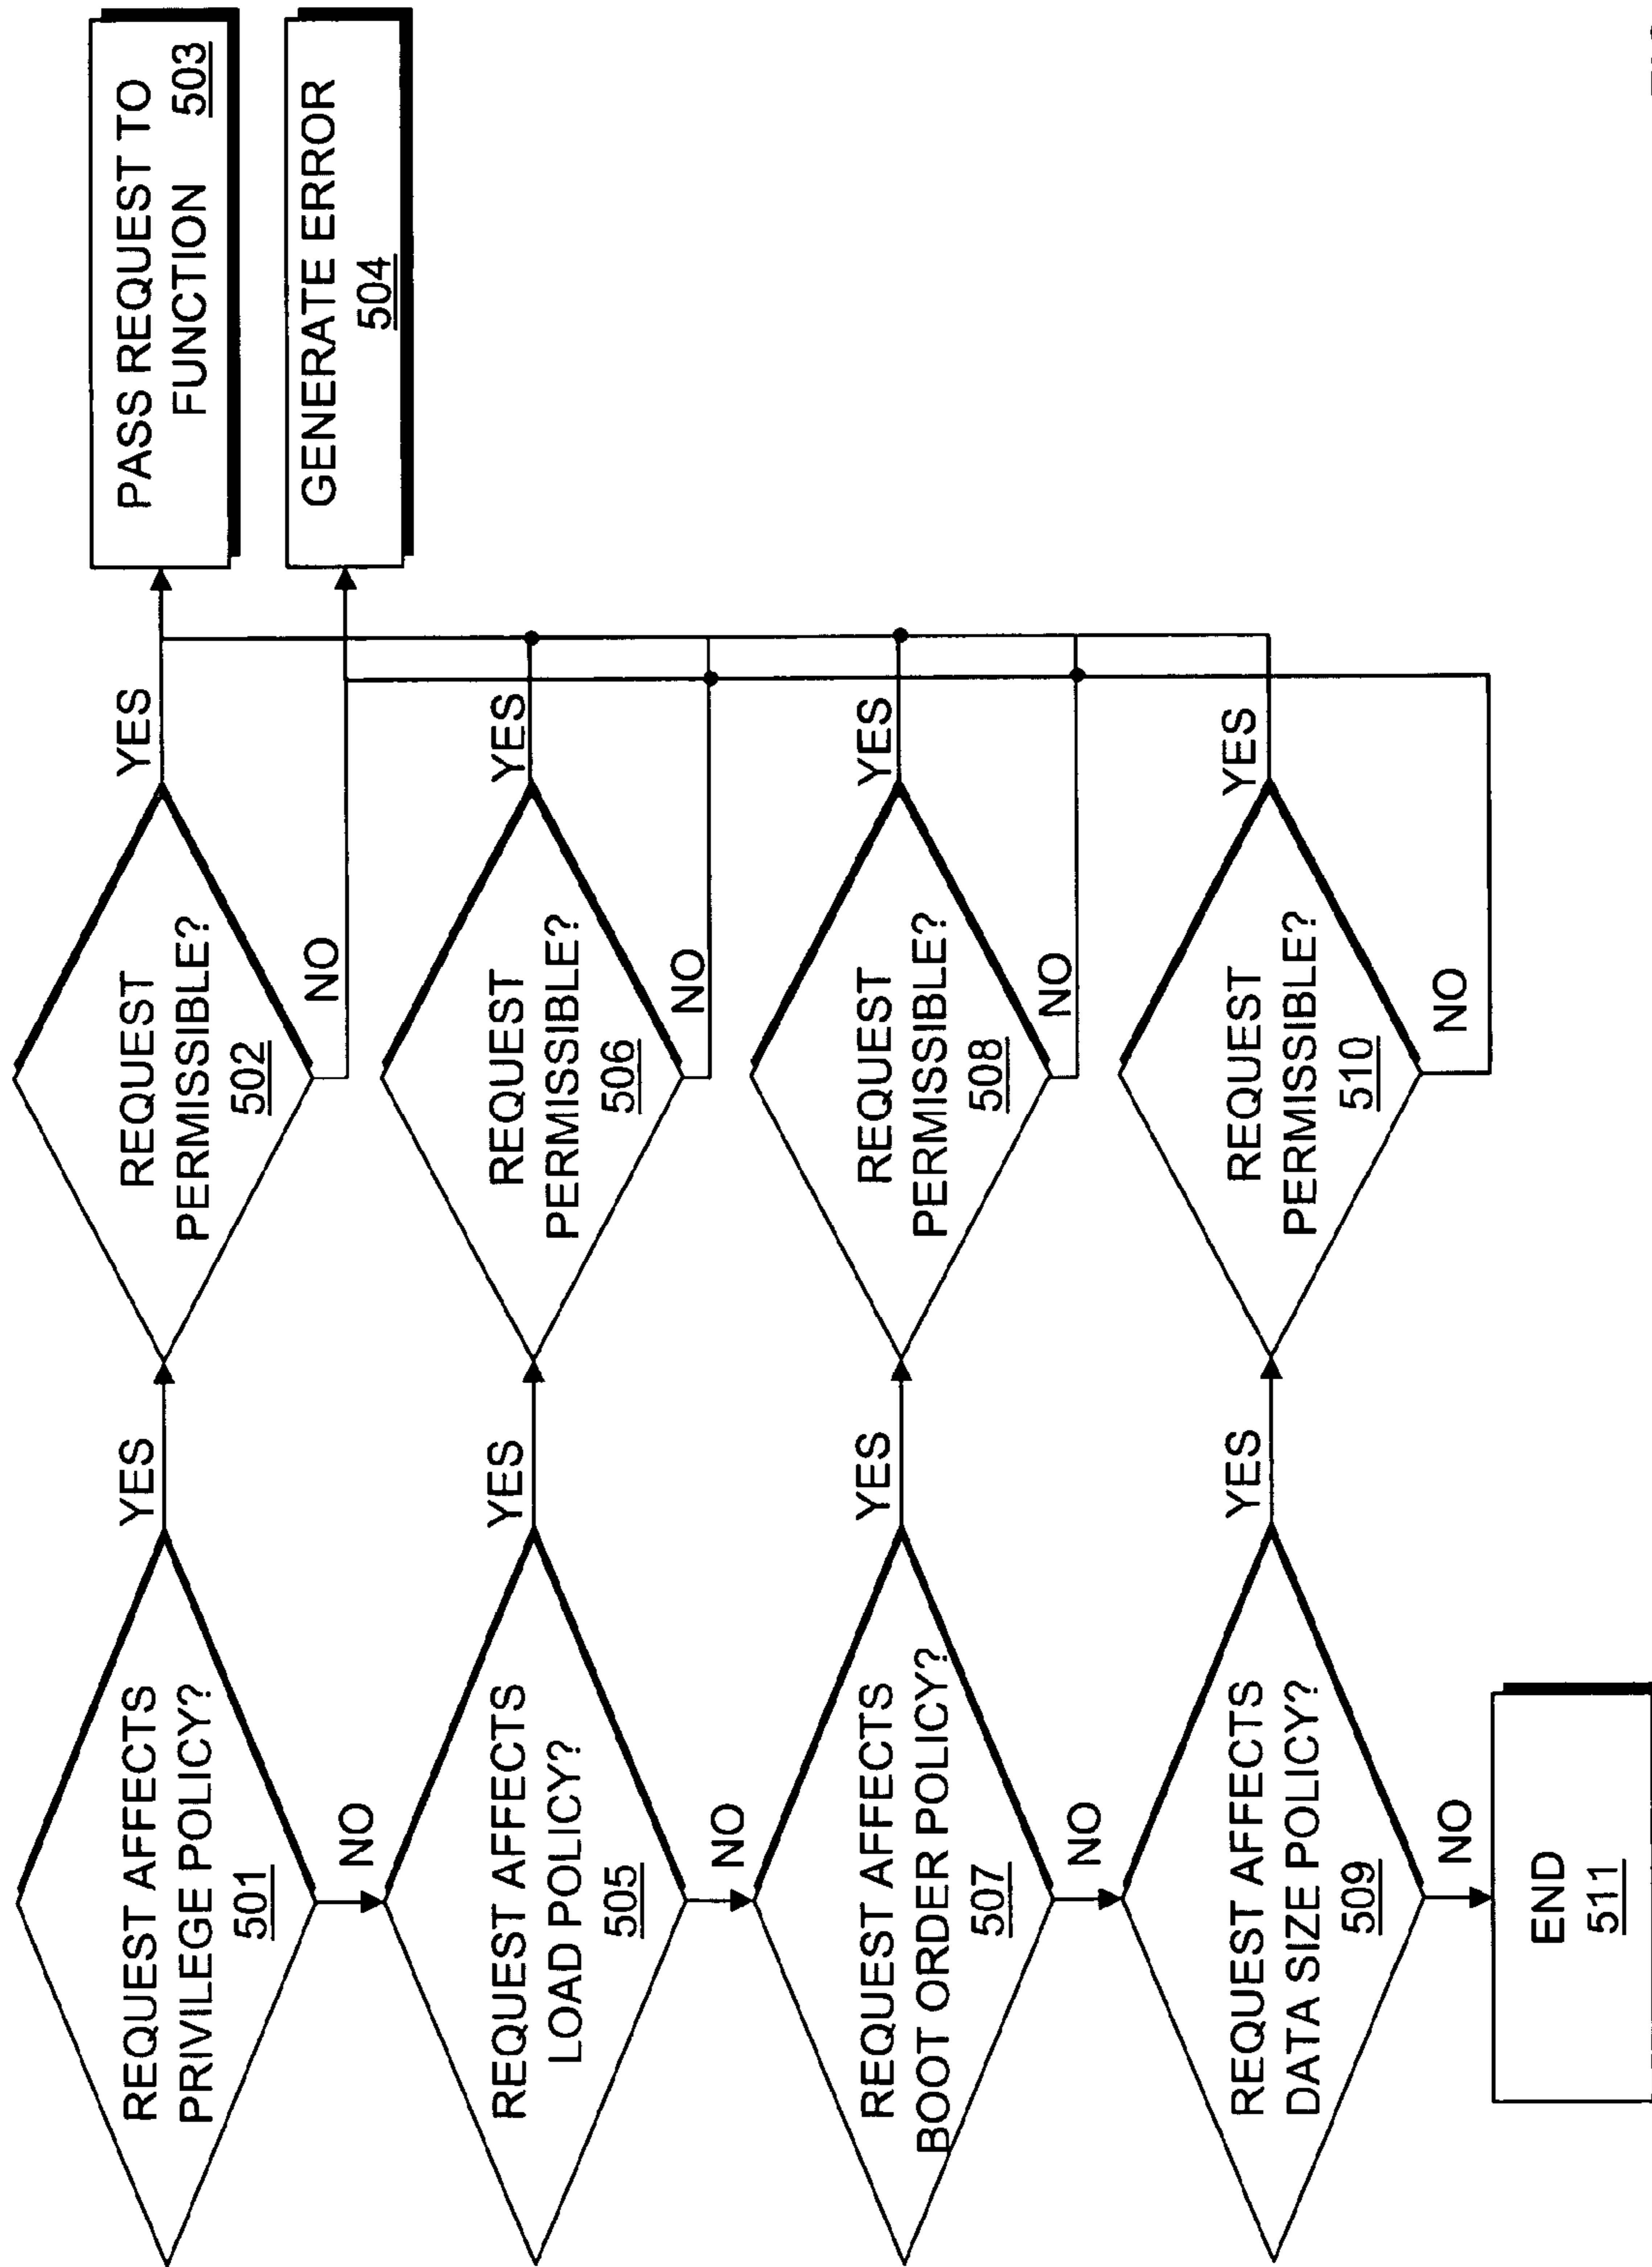 REQUEST AFFECTS
PRIVILEGE POLICY?
501
YES
REQUEST
PERMISSIBLE?
502
YES
PASS REQUEST TO
FUNCTION 503
NO
NO
GENERATE ERROR
504
REQUEST AFFECTS
LOAD POLICY?
505
YES
REQUEST
PERMISSIBLE?
506
YES
NO
NO
REQUEST AFFECTS
BOOT ORDER POLICY?
507
YES
REQUEST
PERMISSIBLE?
508
YES
NO
NO
REQUEST AFFECTS
DATA SIZE POLICY?
509
YES
REQUEST
PERMISSIBLE?
510
YES
NO
NO
END
511